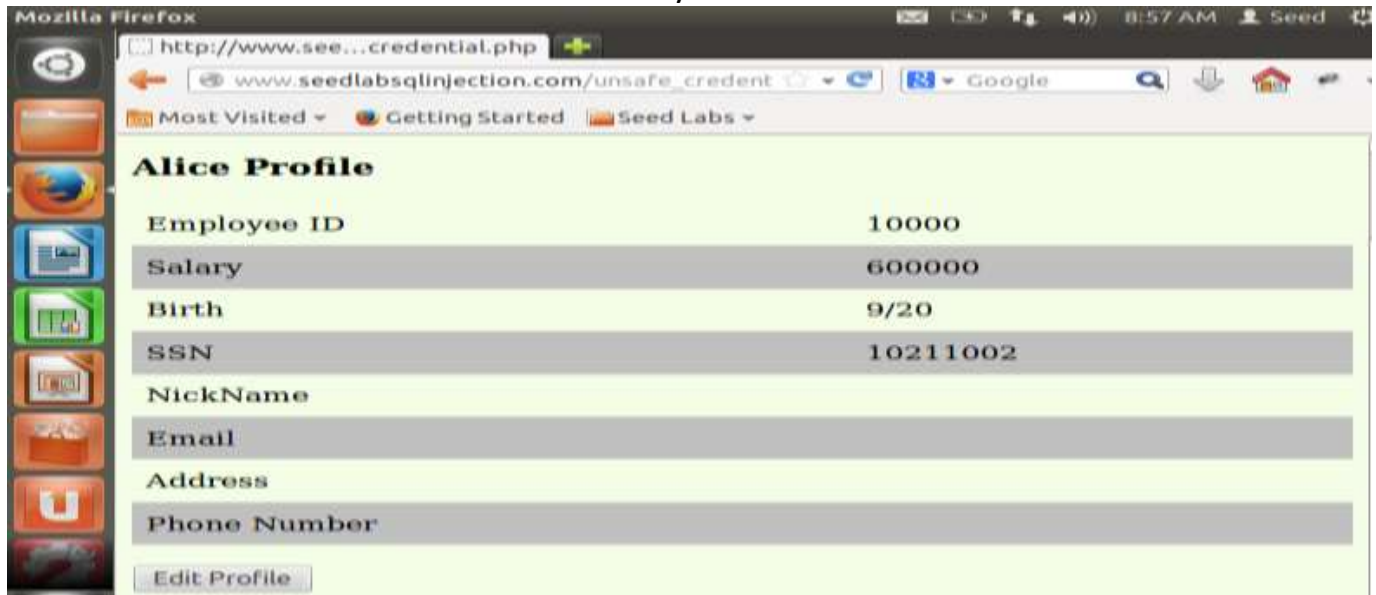 Mozilla Firefox 8:57 AM Seed
http://www.see...credential.php
www.seedlabsqlinjection.com/unsafe_credent Google
Most Visited Getting Started Seed Labs
Alice Profile
Employee ID 10000
Salary 600000
Birth 9/20
SSN 10211002
NickName
Email
Address
Phone Number
Edit Profile